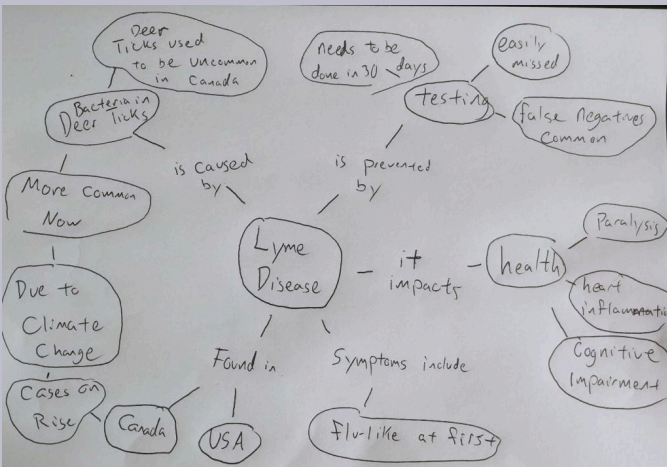 Deer
Ticks used
to be uncommon
in Canada
Bacteria in
Deer Ticks
More Common
Now
Due to
Climate
Change
Cases on
Rise
Canada
USA
Found in
is caused
by
Lyme
Disease
is prevented
by
testing
needs to be
done in 30 days
easily
missed
false negatives
common
it
impacts
health
Paralysis
heart
inflammatio
Cognitive
Impairment
Symptoms include
flu-like at first